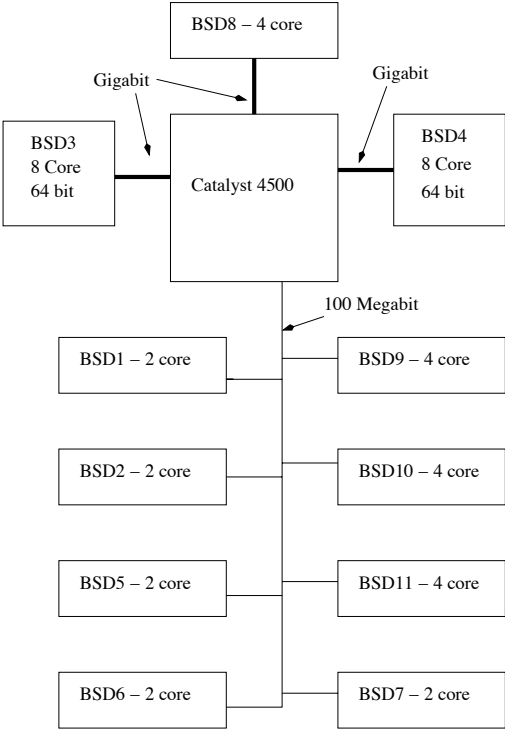 BSD8 – 4 core
Gigabit
Gigabit
BSD3
8 Core
64 bit
Catalyst 4500
BSD4
8 Core
64 bit
100 Megabit
BSD1 – 2 core
BSD9 – 4 core
BSD2 – 2 core
BSD10 – 4 core
BSD5 – 2 core
BSD11 – 4 core
BSD6 – 2 core
BSD7 – 2 core